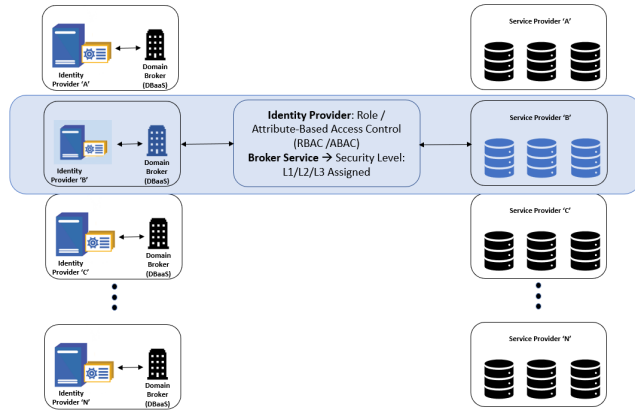 Identity
Provider 'A'
Domain
Broker
(DBaaS)
Service Provider 'A'
Identity
Provider 'B'
Domain
Broker
(DBaaS)
Identity Provider: Role /
Attribute-Based Access Control
(RBAC /ABAC)
Broker Service → Security Level:
L1/L2/L3 Assigned
Service Provider 'B'
Identity
Provider 'C'
Domain
Broker
(DBaaS)
Service Provider 'C'
Identity
Provider 'N'
Domain
Broker
(DBaaS)
Service Provider 'N'